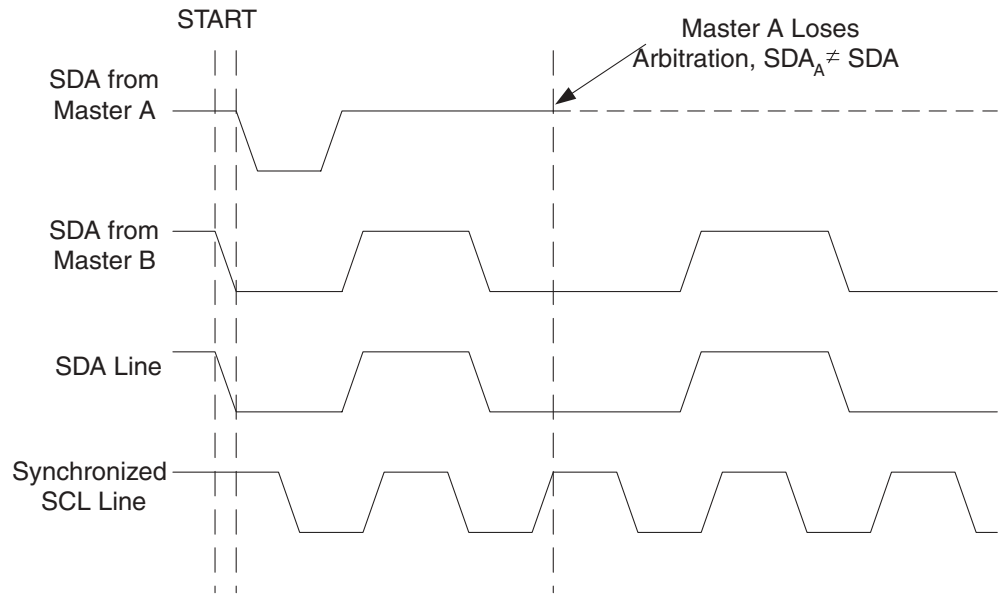 START
Master A Loses
Arbitration, SDA_A ≠ SDA
SDA from
Master A
SDA from
Master B
SDA Line
Synchronized
SCL Line